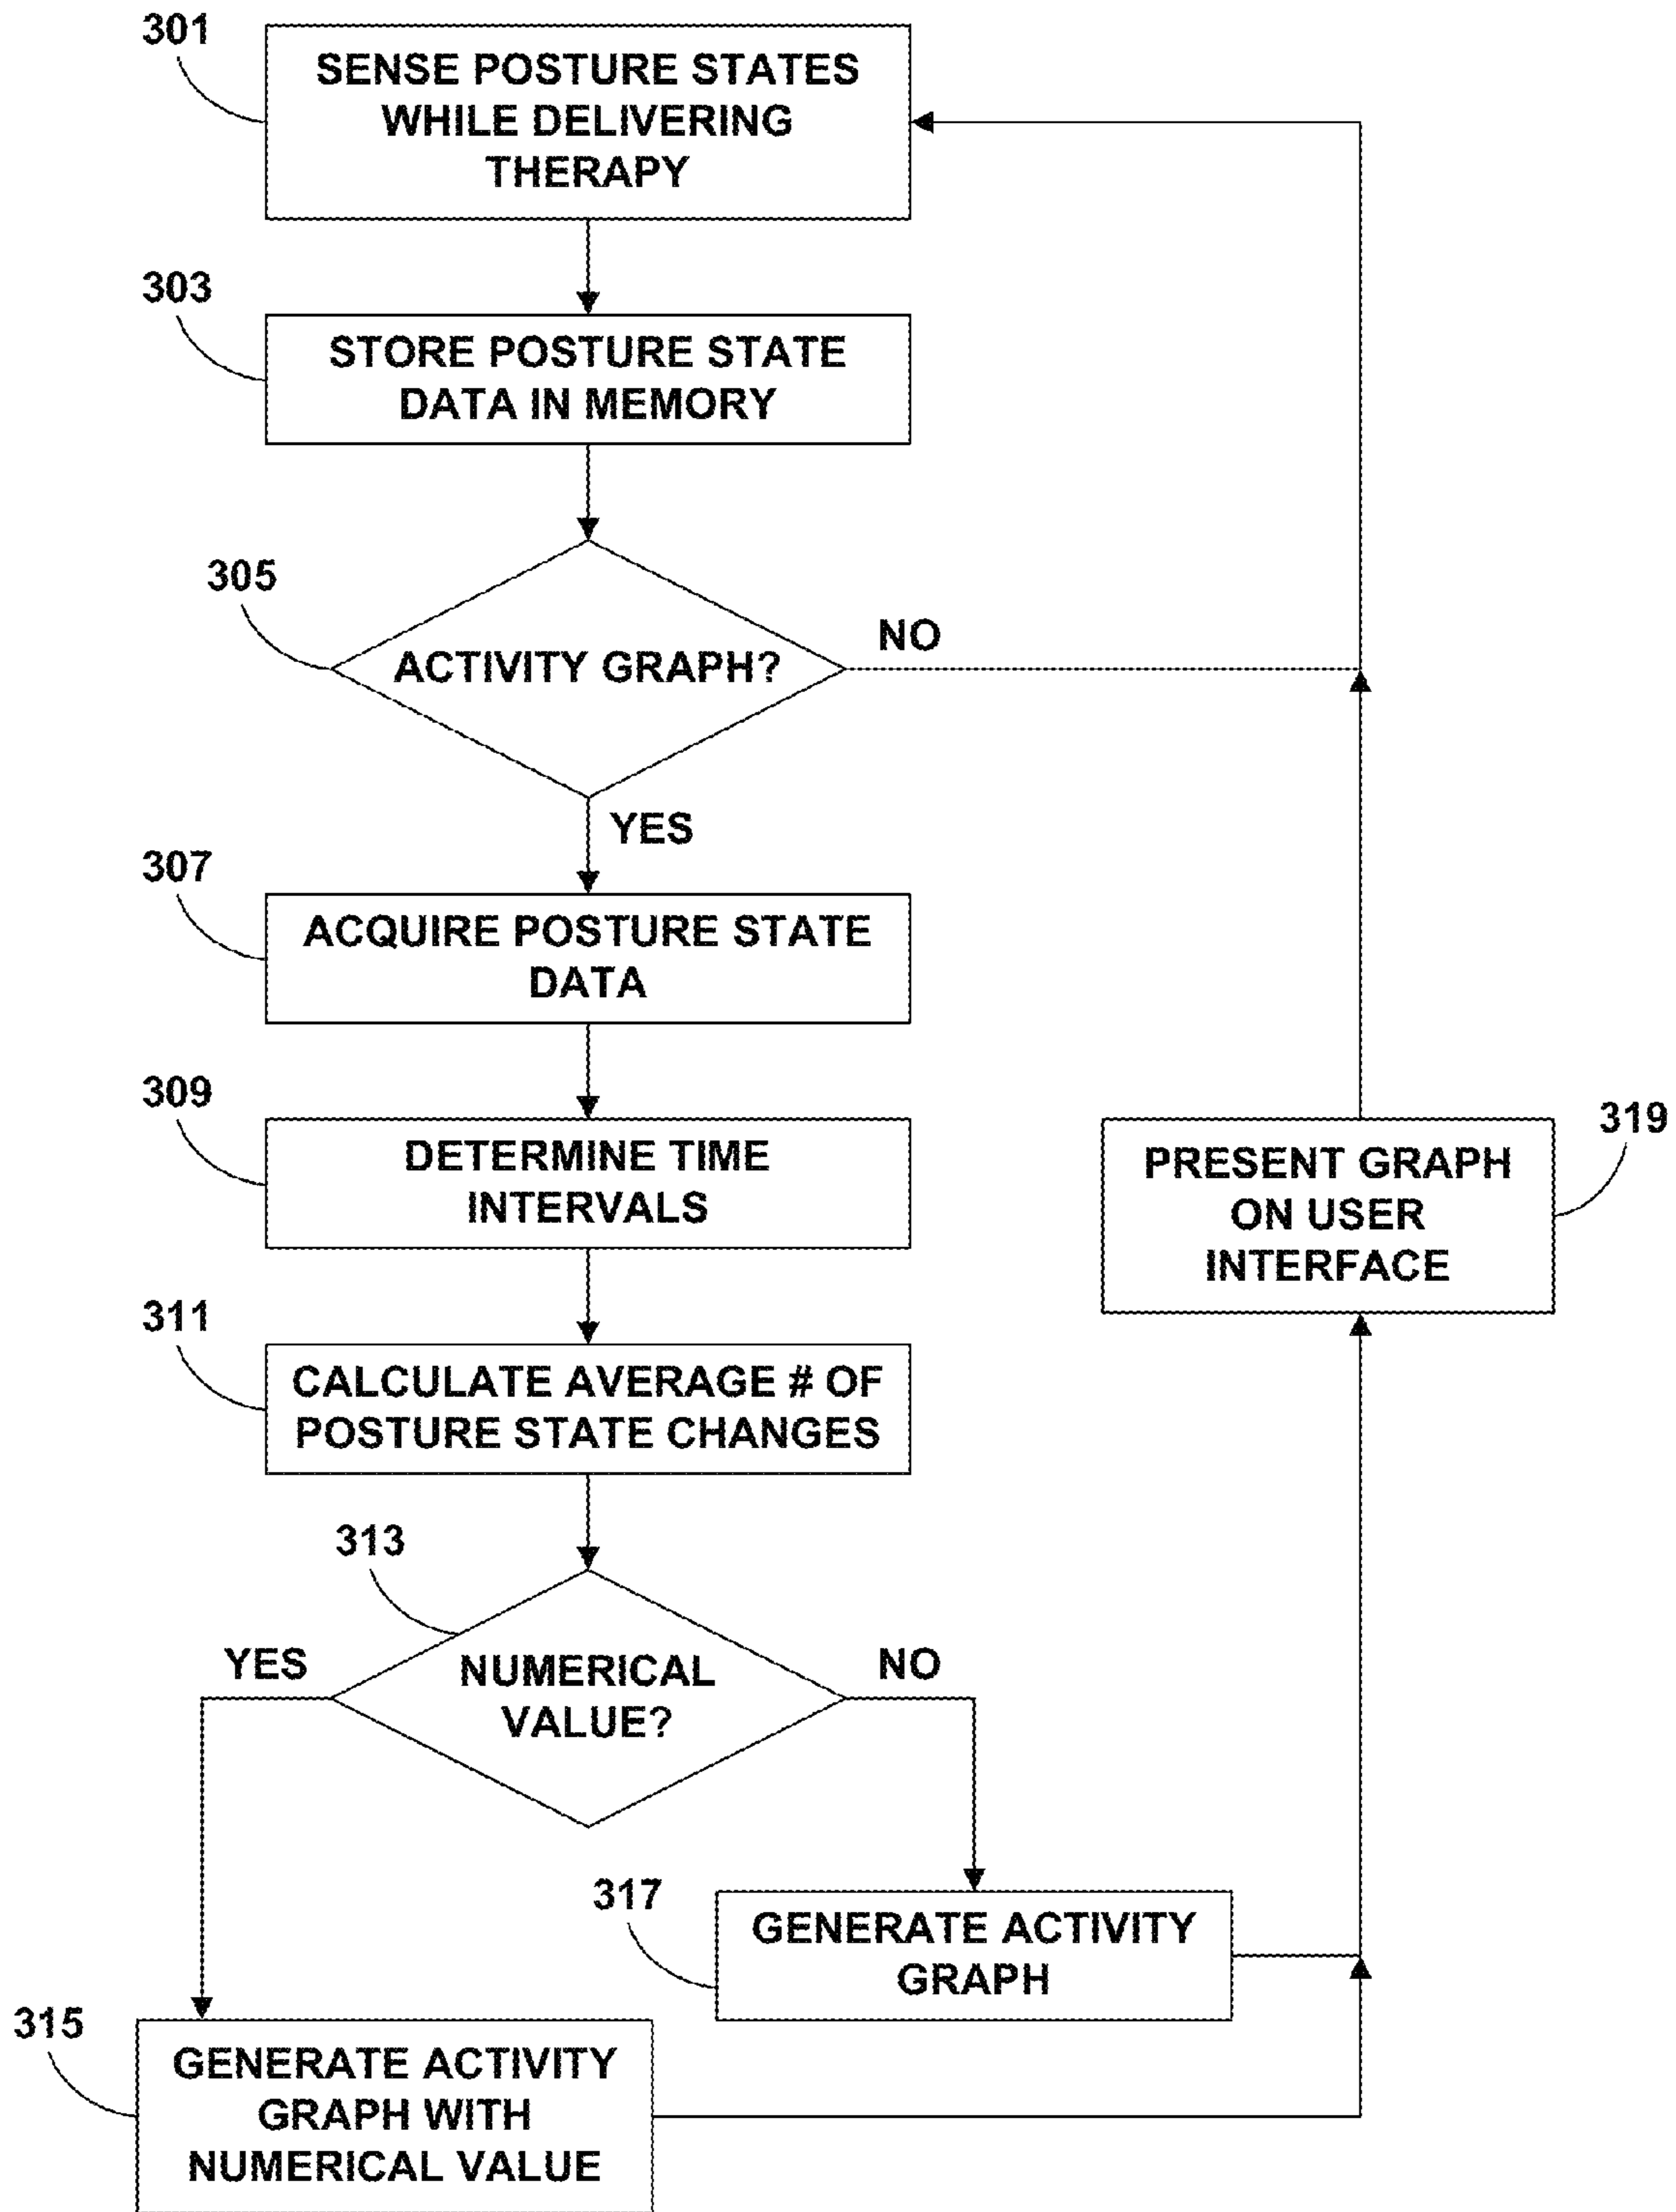 301
SENSE POSTURE STATES
WHILE DELIVERING
THERAPY
303
STORE POSTURE STATE
DATA IN MEMORY
305
ACTIVITY GRAPH?
NO
YES
307
ACQUIRE POSTURE STATE
DATA
309
DETERMINE TIME
INTERVALS
319
PRESENT GRAPH
ON USER
INTERFACE
311
CALCULATE AVERAGE # OF
POSTURE STATE CHANGES
313
YES
NUMERICAL
VALUE?
NO
317
GENERATE ACTIVITY
GRAPH
315
GENERATE ACTIVITY
GRAPH WITH
NUMERICAL VALUE